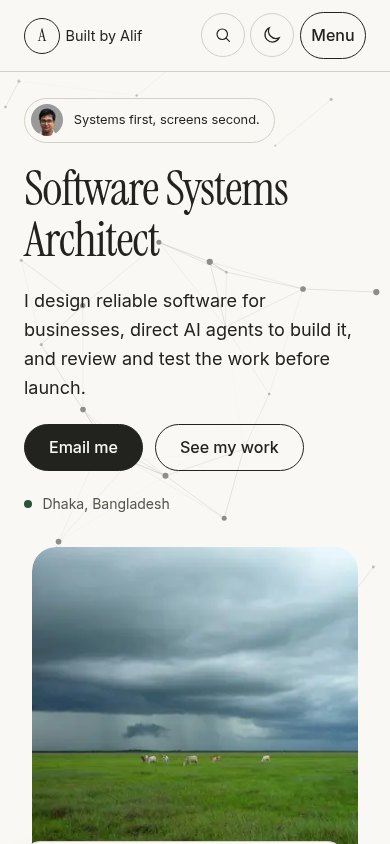 A
Built by Alif
Menu
Systems first, screens second.
Software Systems
Architect
I design reliable software for
businesses, direct AI agents to build it,
and review and test the work before
launch.
Email me
See my work
Dhaka, Bangladesh